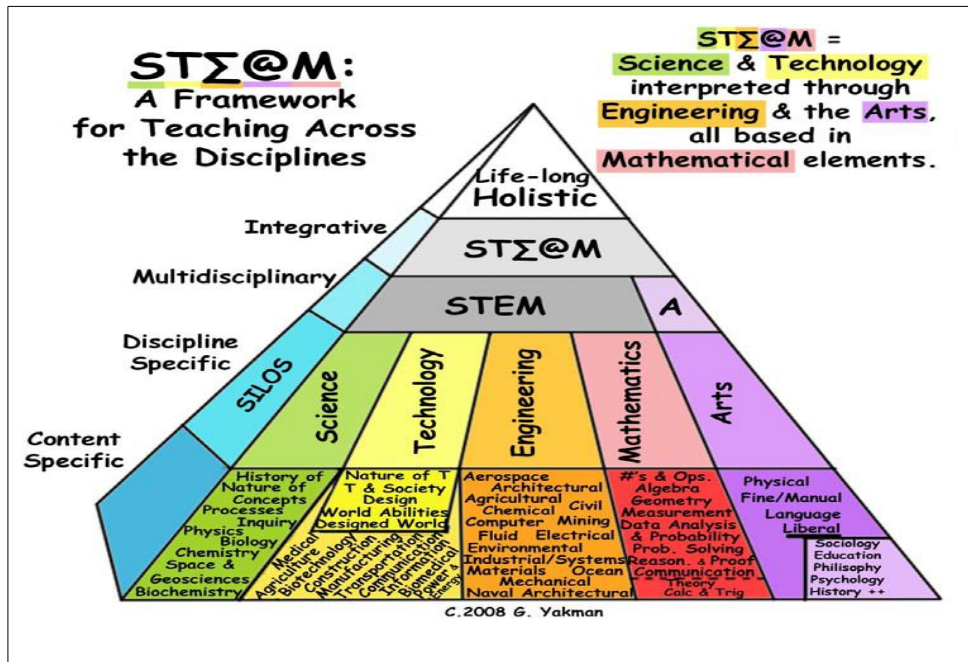 STΣ@M:
A Framework
for Teaching Across
the Disciplines
STΣ@M =
Science & Technology
interpreted through
Engineering & the Arts,
all based in
Mathematical elements.
Life-long
Holistic
Integrative
STΣ@M
Multidisciplinary
STEM
A
Discipline
Specific
SILOS
Science
Technology
Engineering
Mathematics
Arts
Content
Specific
History of
Nature of
Concepts
Processes
Inquiry
Physics
Biology
Chemistry
Space &
Geosciences
Biochemistry
Nature of T
T & Society
Design
World Abilities
Designed World
Medical
Agriculture &
Biotechnology
Construction
Manufacturing
Transportation
Communication
Information
Biomedical
Power &
Energy
Aerospace
Architectural
Agricultural
Chemical Civil
Computer Mining
Fluid Electrical
Environmental
Industrial/Systems
Materials Ocean
Mechanical
Naval Architectural
#'s & Ops.
Algebra
Geometry
Measurement
Data Analysis
& Probability
Prob. Solving
Reason. & Proof
Communication
Theory
Calc & Trig
Physical
Fine/Manual
Language
Liberal
Sociology
Education
Philisophy
Psychology
History ++
C.2008 G. Yakman